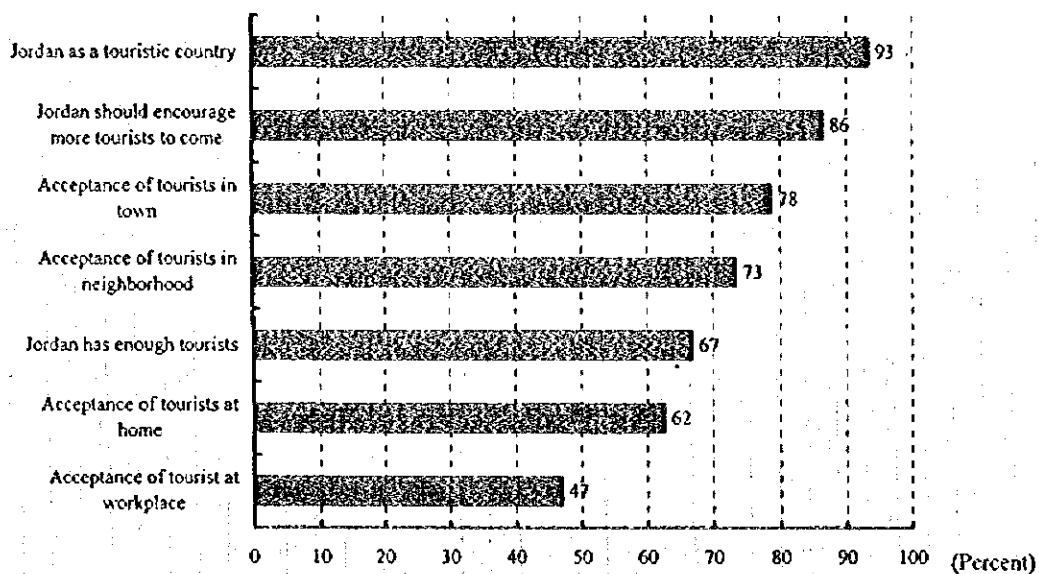 Jordan as a touristic country
93
Jordan should encourage
more tourists to come
86
Acceptance of tourists in
town
78
Acceptance of tourists in
neighborhood
73
Jordan has enough tourists
67
Acceptance of tourists at
home
62
Acceptance of tourist at
workplace
47
0 10 20 30 40 50 60 70 80 90 100 (Percent)